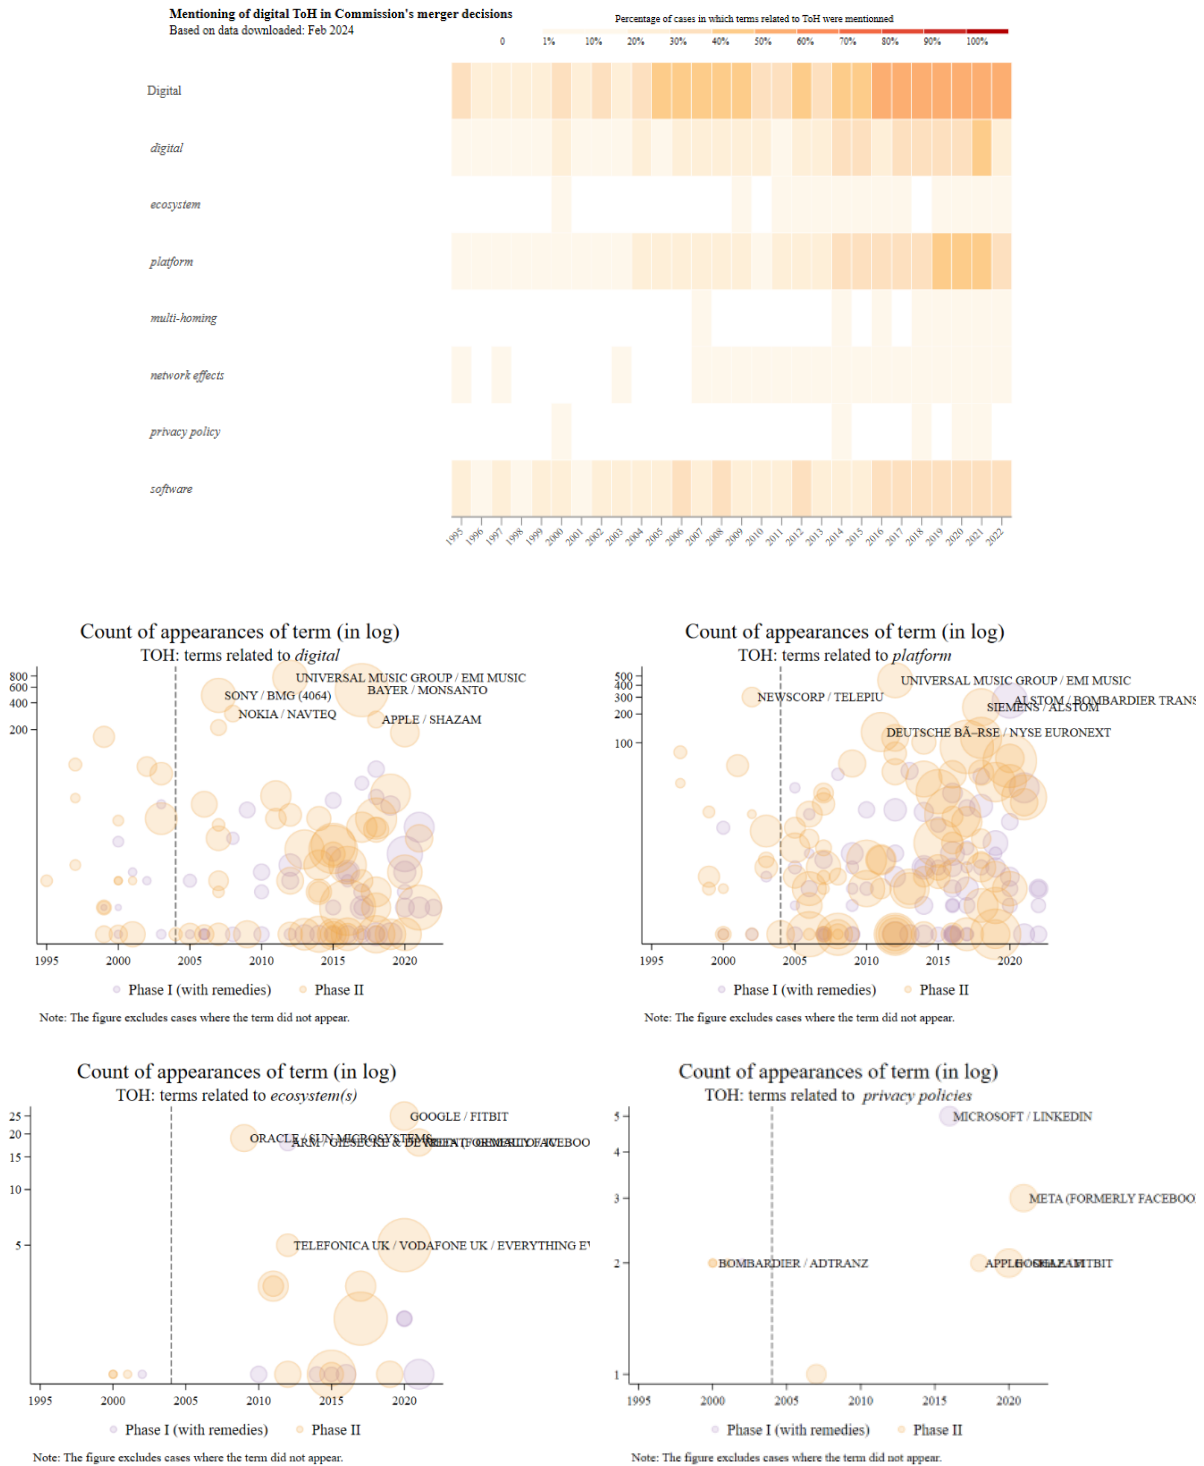 Mentioning of digital ToH in Commission's merger decisions
Based on data downloaded: Feb 2024
Percentage of cases in which terms related to ToH were mentionned
0 1% 10% 20% 30% 40% 50% 60% 70% 80% 90% 100%
Digital
digital
ecosystem
platform
multi-homing
network effects
privacy policy
software
1995 1996 1997 1998 1999 2000 2001 2002 2003 2004 2005 2006 2007 2008 2009 2010 2011 2012 2013 2014 2015 2016 2017 2018 2019 2020 2021 2022
Count of appearances of term (in log)
TOH: terms related to digital
800
600
400
200
UNIVERSAL MUSIC GROUP / EMI MUSIC
BAYER / MONSANTO
SONY / BMG (4064)
NOKIA / NAVTEQ
APPLE / SHAZAM
1995 2000 2005 2010 2015 2020
Phase I (with remedies) Phase II
Note: The figure excludes cases where the term did not appear.
Count of appearances of term (in log)
TOH: terms related to platform
500
400
300
200
100
UNIVERSAL MUSIC GROUP / EMI MUSIC
NEWSCORP / TELEPIU
ALSTOM / BOMBARDIER TRANS
SIEMENS / ALSTOM
DEUTSCHE BÃ–RSE / NYSE EURONEXT
1995 2000 2005 2010 2015 2020
Phase I (with remedies) Phase II
Note: The figure excludes cases where the term did not appear.
Count of appearances of term (in log)
TOH: terms related to ecosystem(s)
25
20
15
10
5
GOOGLE / FITBIT
ORACLE / SUN MICROSYSTEMS
ARM / GIESECKE & DEVRIENT
TELEFONICA UK / VODAFONE UK / EVERYTHING EV
1995 2000 2005 2010 2015 2020
Phase I (with remedies) Phase II
Note: The figure excludes cases where the term did not appear.
Count of appearances of term (in log)
TOH: terms related to privacy policies
5
4
3
2
1
MICROSOFT / LINKEDIN
META (FORMERLY FACEBOO
BOMBARDIER / ADTRANZ
APPLE / SHAZAM
GOOGLE / FITBIT
1995 2000 2005 2010 2015 2020
Phase I (with remedies) Phase II
Note: The figure excludes cases where the term did not appear.